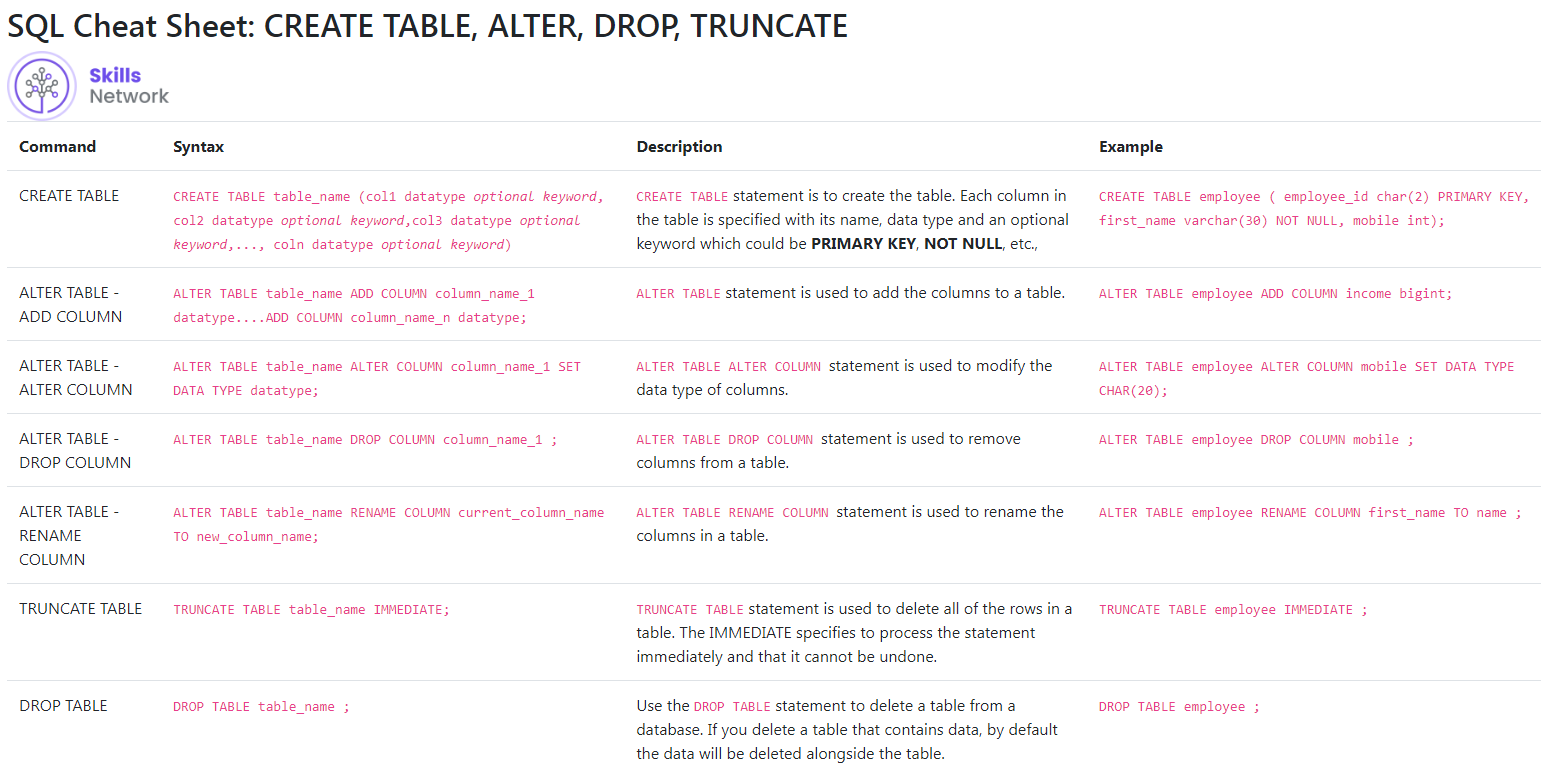 SQL Cheat Sheet: CREATE TABLE, ALTER, DROP, TRUNCATE
Skills
Network
Command Syntax Description Example
CREATE TABLE
CREATE TABLE table_name (col1 datatype optional keyword,
col2 datatype optional keyword,col3 datatype optional
keyword,..., coln datatype optional keyword)
CREATE TABLE statement is to create the table. Each column in
the table is specified with its name, data type and an optional
keyword which could be PRIMARY KEY, NOT NULL, etc.,
CREATE TABLE employee ( employee_id char(2) PRIMARY KEY,
first_name varchar(30) NOT NULL, mobile int);
ALTER TABLE -
ADD COLUMN
ALTER TABLE table_name ADD COLUMN column_name_1
datatype....ADD COLUMN column_name_n datatype;
ALTER TABLE statement is used to add the columns to a table.
ALTER TABLE employee ADD COLUMN income bigint;
ALTER TABLE -
ALTER COLUMN
ALTER TABLE table_name ALTER COLUMN column_name_1 SET
DATA TYPE datatype;
ALTER TABLE ALTER COLUMN statement is used to modify the
data type of columns.
ALTER TABLE employee ALTER COLUMN mobile SET DATA TYPE
CHAR(20);
ALTER TABLE -
DROP COLUMN
ALTER TABLE table_name DROP COLUMN column_name_1 ;
ALTER TABLE DROP COLUMN statement is used to remove
columns from a table.
ALTER TABLE employee DROP COLUMN mobile ;
ALTER TABLE -
RENAME
COLUMN
ALTER TABLE table_name RENAME COLUMN current_column_name
TO new_column_name;
ALTER TABLE RENAME COLUMN statement is used to rename the
columns in a table.
ALTER TABLE employee RENAME COLUMN first_name TO name ;
TRUNCATE TABLE
TRUNCATE TABLE table_name IMMEDIATE;
TRUNCATE TABLE statement is used to delete all of the rows in a
table. The IMMEDIATE specifies to process the statement
immediately and that it cannot be undone.
TRUNCATE TABLE employee IMMEDIATE ;
DROP TABLE
DROP TABLE table_name ;
Use the DROP TABLE statement to delete a table from a
database. If you delete a table that contains data, by default
the data will be deleted alongside the table.
DROP TABLE employee ;